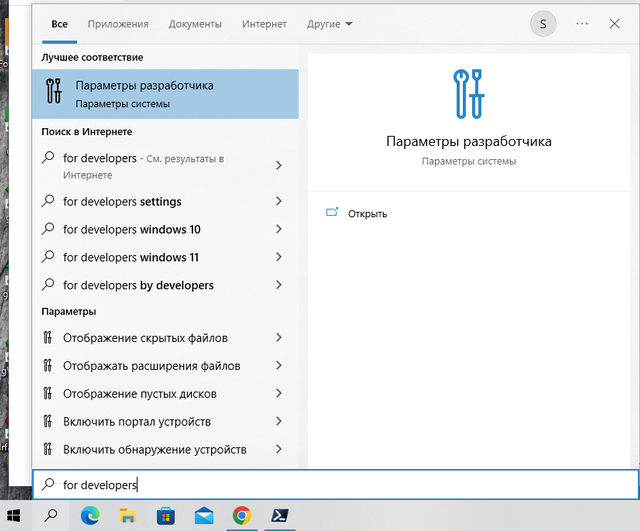 Все Приложения Документы Интернет Другие S
Лучшее соответствие
Параметры разработчика
Параметры системы
Поиск в Интернете
for developers - См. результаты в
Интернете
for developers settings
for developers windows 10
for developers windows 11
for developers by developers
Параметры
Отображение скрытых файлов
Отображать расширения файлов
Отображение пустых дисков
Включить портал устройств
Включить обнаружение устройств
Параметры разработчика
Параметры системы
Открыть
for developers